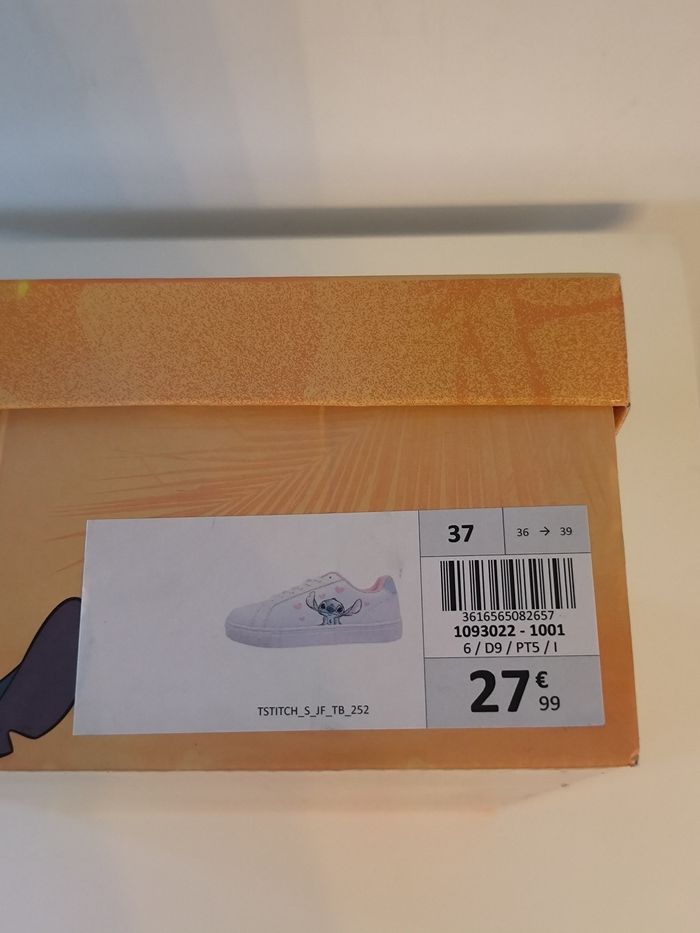 37
36 → 39
3616565082657
1093022 - 1001
6 / D9 / PT5 / I
27 € 99
TSTITCH_S_JF_TB_252